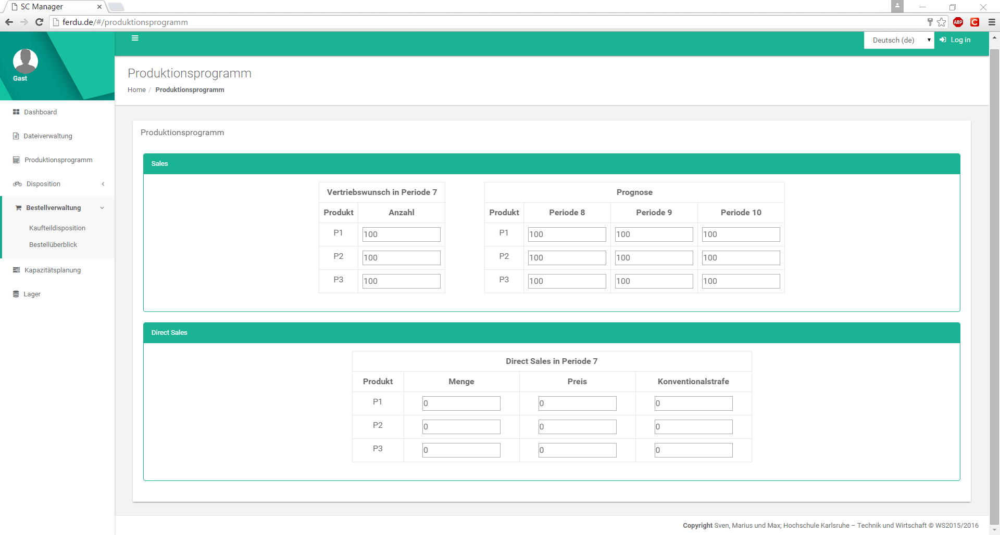 SC Manager
ferdu.de/#/produktionsprogramm
ABP
C
Deutsch (de)
Log in
Gast
Produktionsprogramm
Home / Produktionsprogramm
Dashboard
Dateiverwaltung
Produktionsprogramm
Disposition
Bestellverwaltung
Kaufteildisposition
Bestellüberblick
Kapazitätsplanung
Lager
Produktionsprogramm
Sales
Vertriebswunsch in Periode 7
Produkt Anzahl
P1 100
P2 100
P3 100
Prognose
Produkt Periode 8 Periode 9 Periode 10
P1 100 100 100
P2 100 100 100
P3 100 100 100
Direct Sales
Direct Sales in Periode 7
Produkt Menge Preis Konventionalstrafe
P1 0 0 0
P2 0 0 0
P3 0 0 0
Copyright Sven, Marius und Max; Hochschule Karlsruhe – Technik und Wirtschaft © WS2015/2016